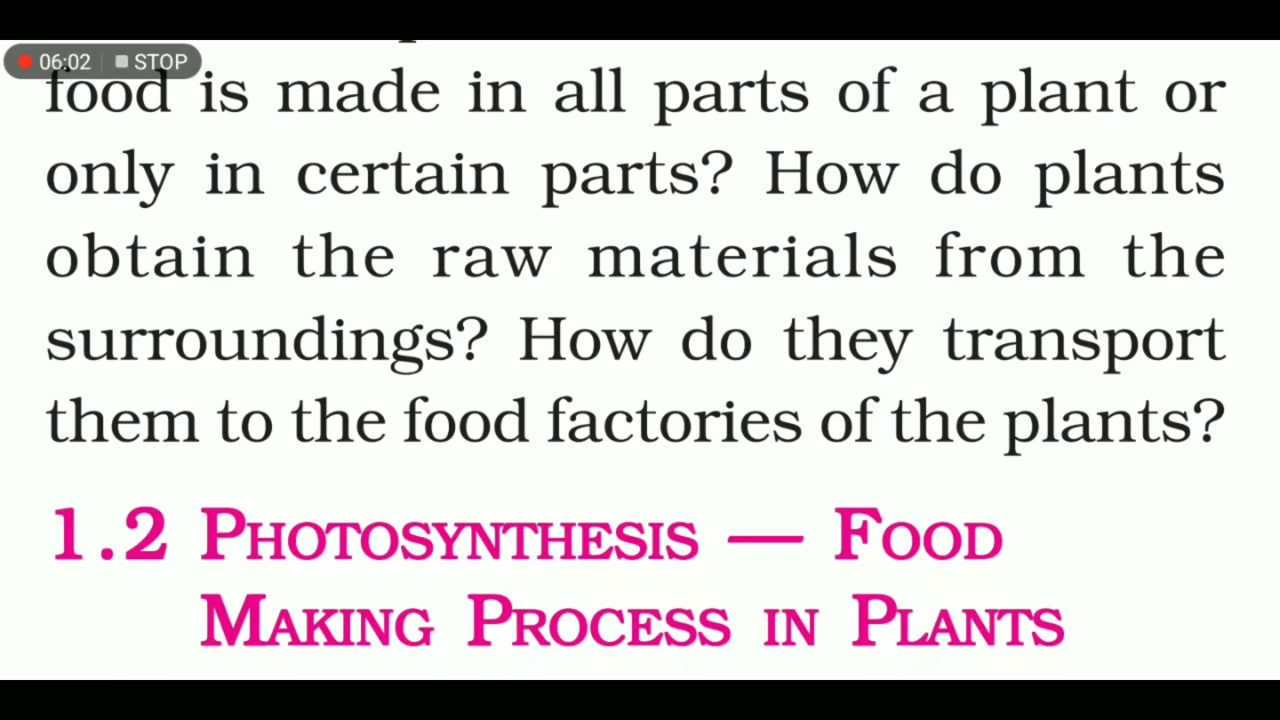 06:02 STOP
food is made in all parts of a plant or
only in certain parts? How do plants
obtain the raw materials from the
surroundings? How do they transport
them to the food factories of the plants?
1.2 PHOTOSYNTHESIS — FOOD
MAKING PROCESS IN PLANTS